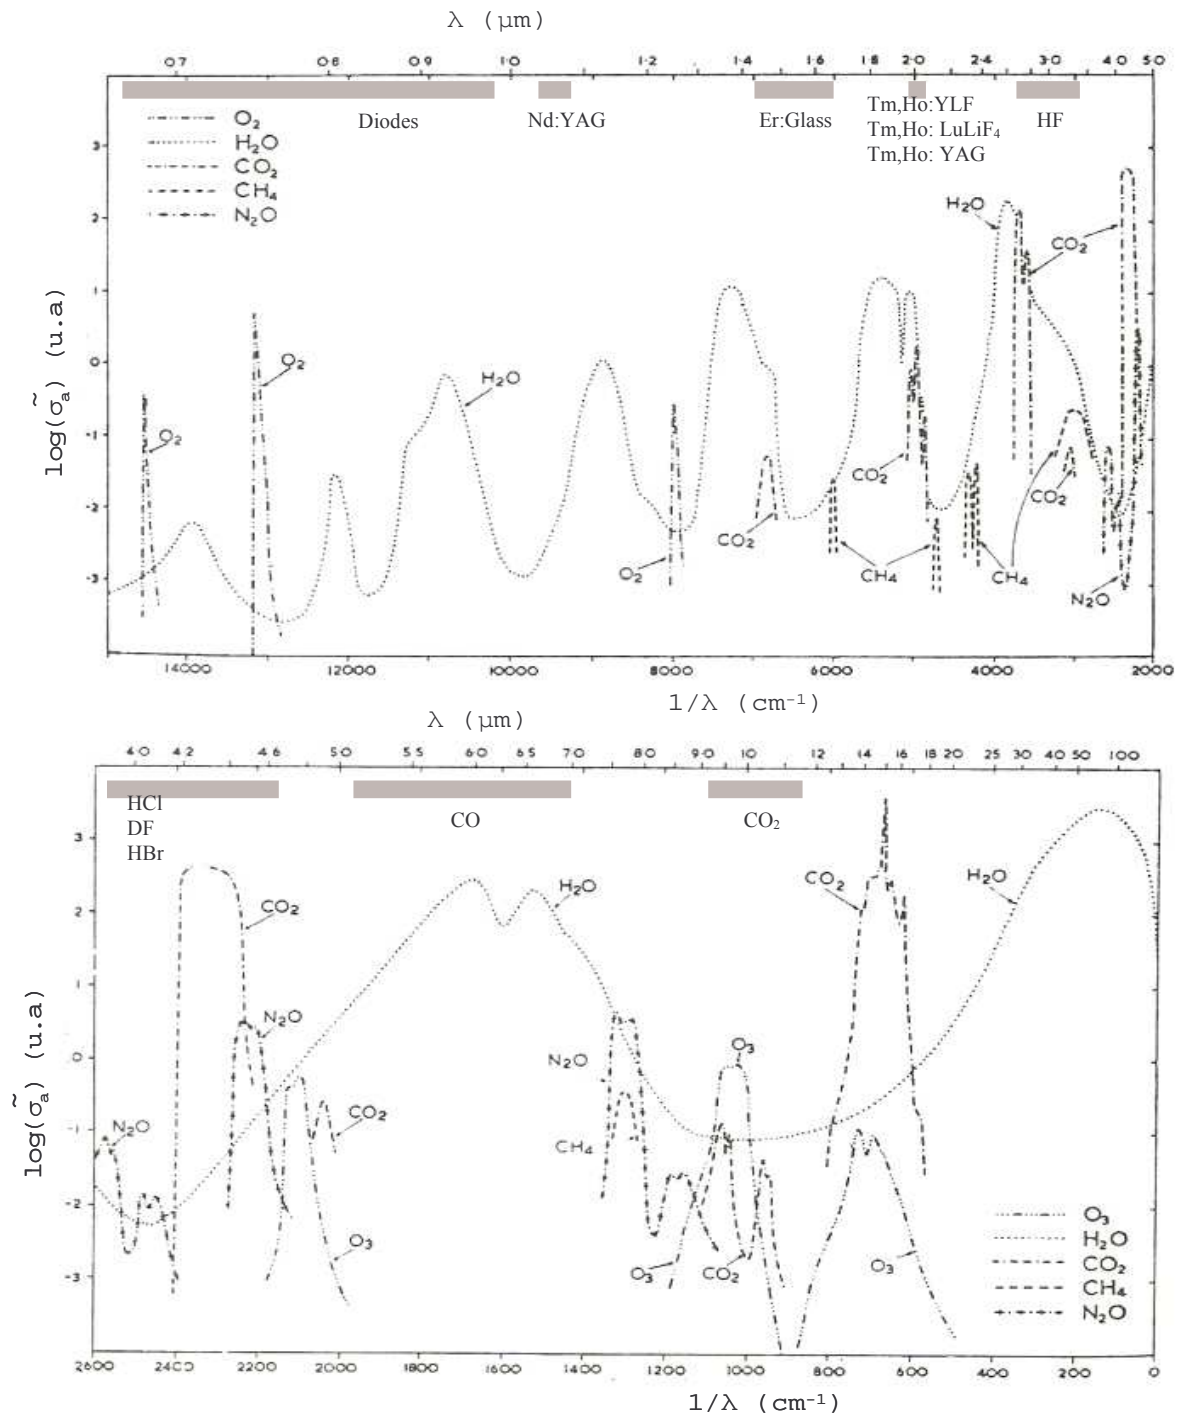 λ (μm)
0.7 0.8 0.9 1.0 1.2 1.4 1.6 1.8 2.0 2.4 3.0 4.0 5.0
Diodes
Nd:YAG
Er:Glass
Tm,Ho:YLF
Tm,Ho: LuLiF₄
Tm,Ho: YAG
HF
O₂
H₂O
CO₂
CH₄
N₂O
log(σ̃ₐ) (u.a)
3
2
1
0
-1
-2
-3
O₂
O₂
H₂O
O₂
CO₂
CH₄
CO₂
H₂O
CO₂
CO₂
CH₄
N₂O
14000 12000 10000 8000 6000 4000 2000
1/λ (cm⁻¹)
λ (μm)
4.0 4.2 4.6 5.0 5.5 6.0 6.5 7.0 8.0 9.0 10 12 14 16 18 20 25 30 40 50 100
HCl
DF
HBr
CO
CO₂
log(σ̃ₐ) (u.a)
3
2
1
0
-1
-2
-3
CO₂
N₂O
N₂O
CO₂
O₃
H₂O
N₂O
CH₄
O₃
O₃
CO₂
CO₂
H₂O
O₃
O₃
H₂O
CO₂
CH₄
N₂O
2600 2400 2200 2000 1800 1600 1400 1200 1000 800 600 400 200 0
1/λ (cm⁻¹)